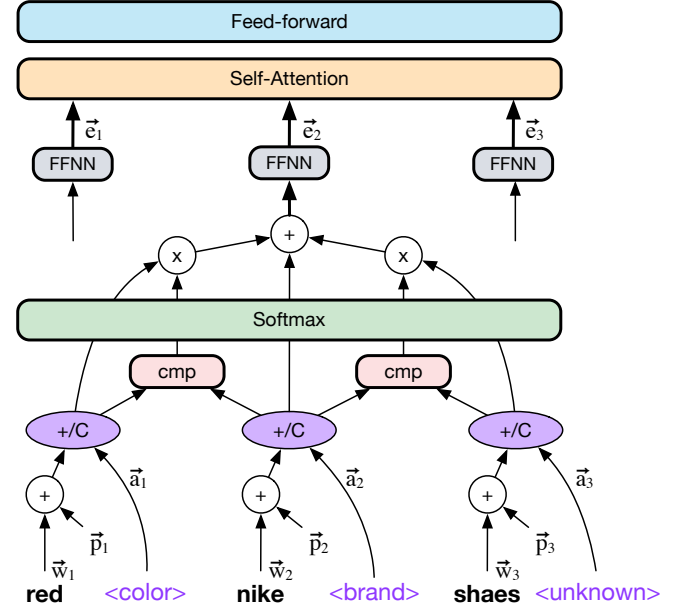 Feed-forward
Self-Attention
e⃗1 e⃗2 e⃗3
FFNN FFNN FFNN
+
x x
Softmax
cmp cmp
+/C +/C +/C
a⃗1 a⃗2 a⃗3
+ + +
p⃗1 p⃗2 p⃗3
w⃗1 w⃗2 w⃗3
red <color> nike <brand> shaes <unknown>